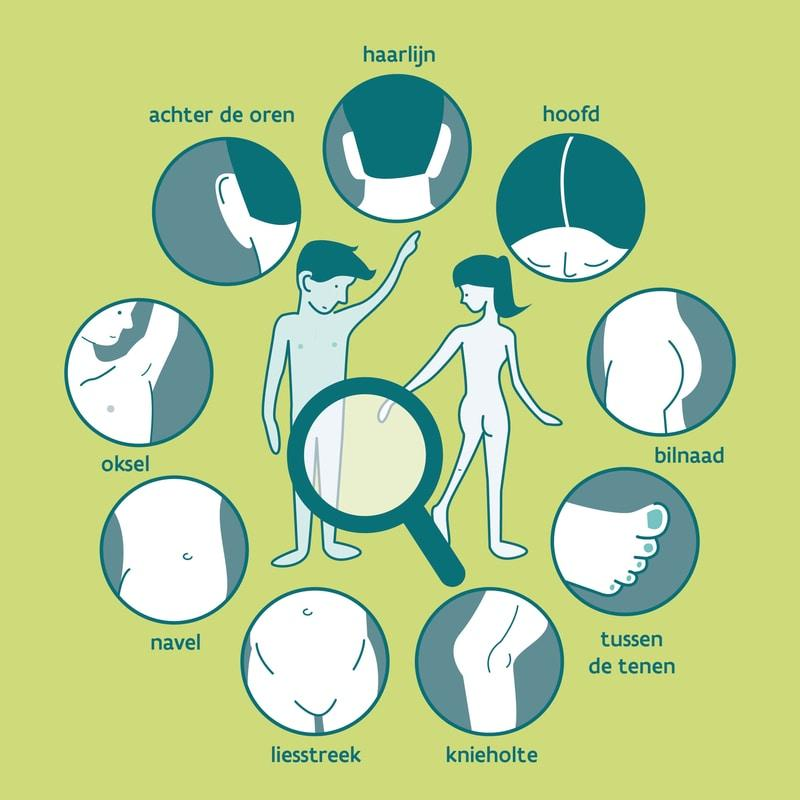 haarlijn
achter de oren
hoofd
oksel
bilnaad
navel
tussen
de tenen
liesstreek
knieholte